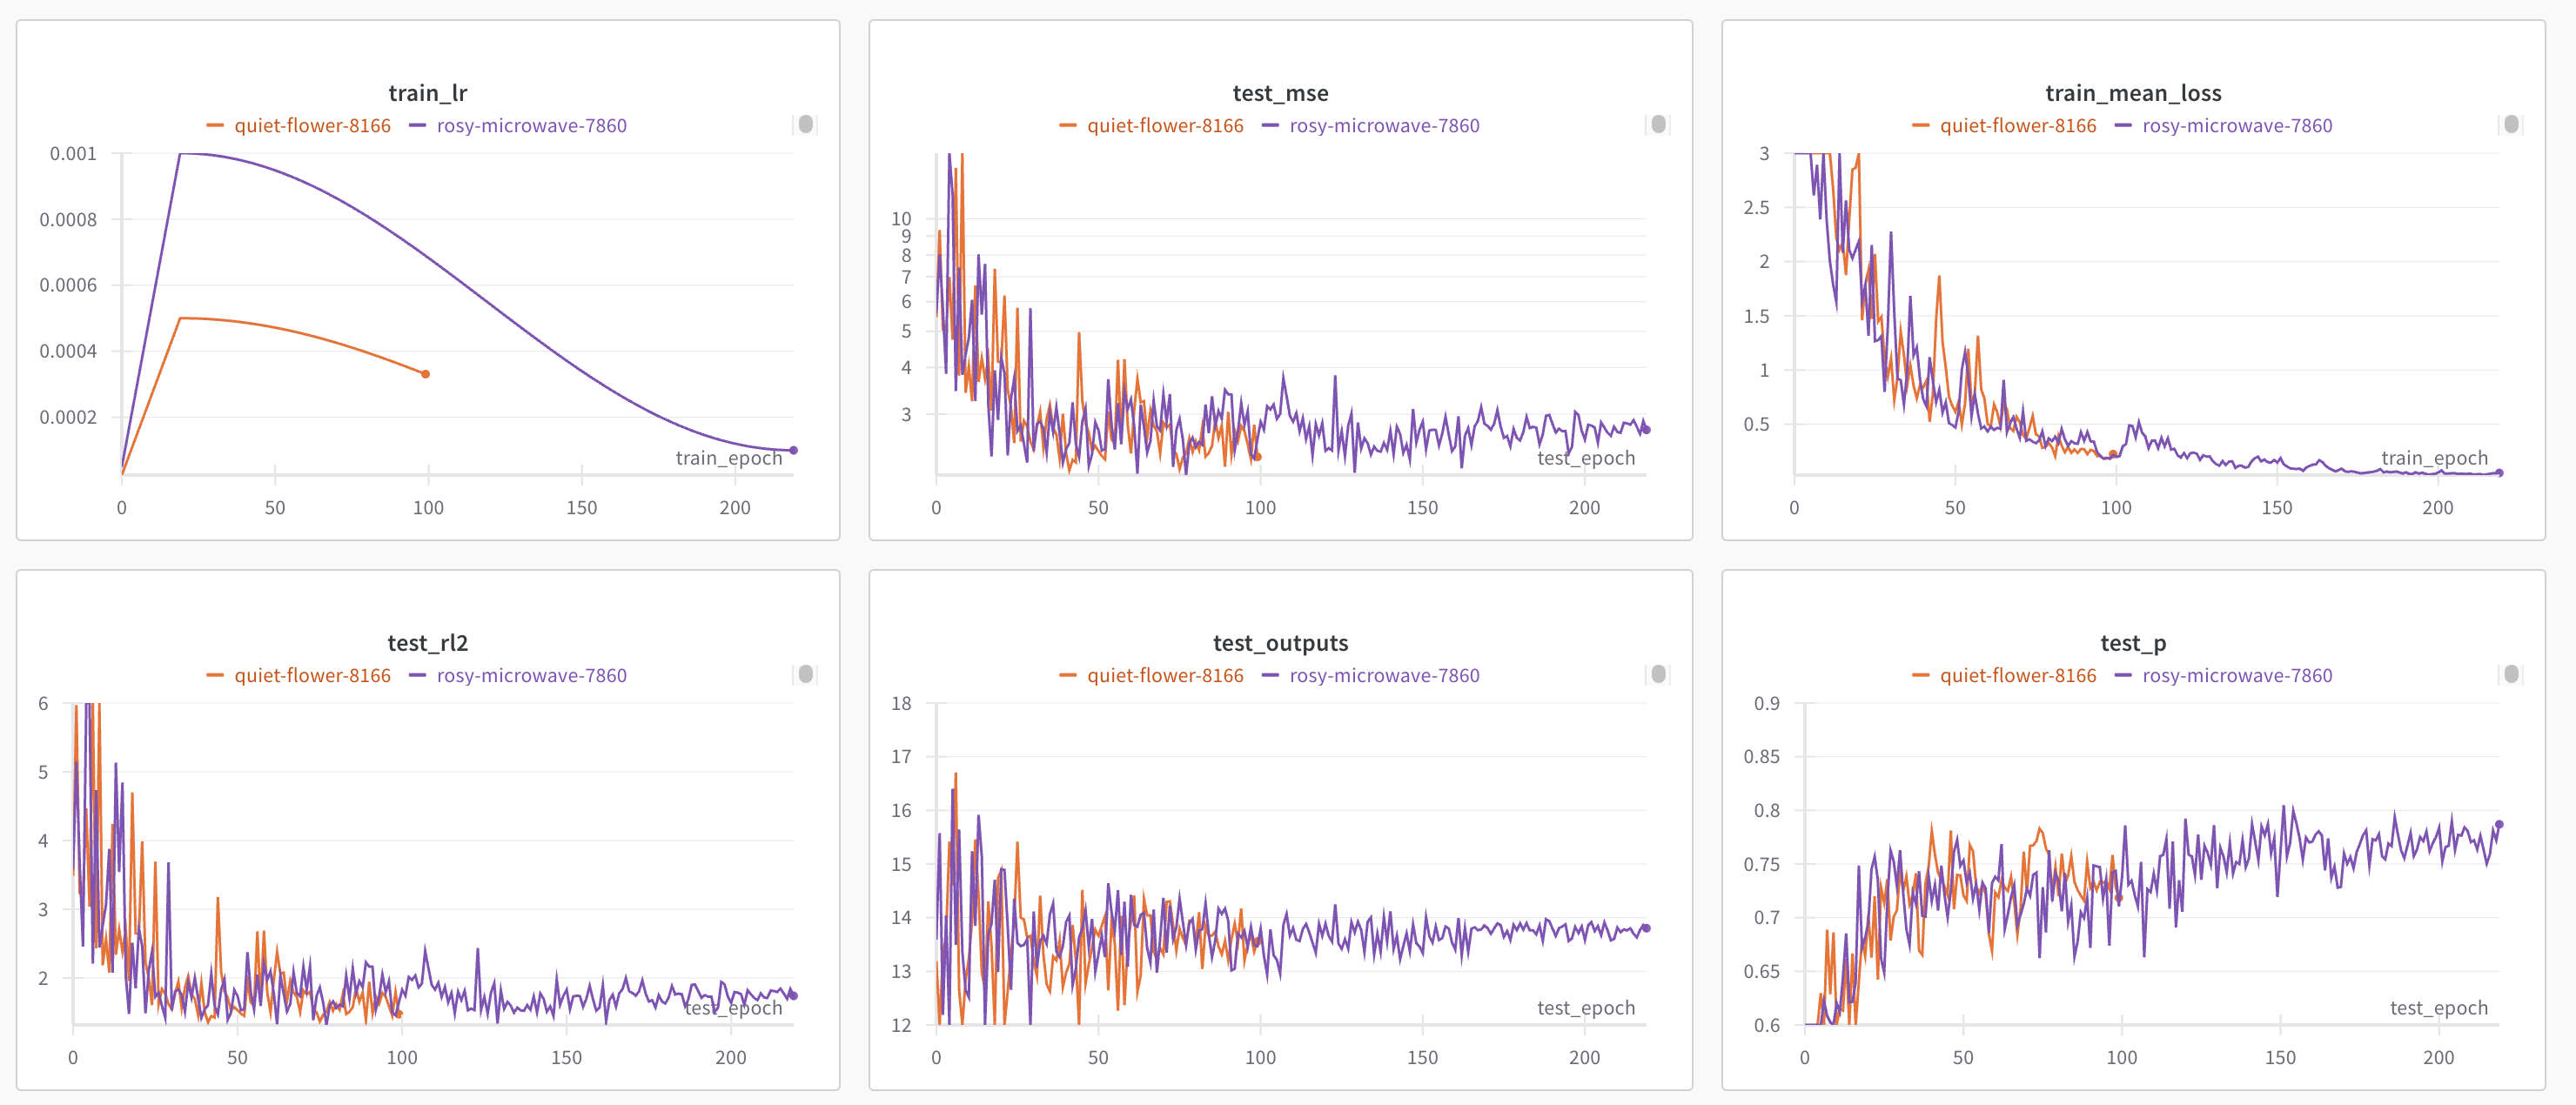 train_lr
quiet-flower-8166 rosy-microwave-7860
0.001
0.0008
0.0006
0.0004
0.0002
train_epoch
0 50 100 150 200
test_mse
quiet-flower-8166 rosy-microwave-7860
10
9
8
7
6
5
4
3
test_epoch
0 50 100 150 200
train_mean_loss
quiet-flower-8166 rosy-microwave-7860
3
2.5
2
1.5
1
0.5
train_epoch
0 50 100 150 200
test_rl2
quiet-flower-8166 rosy-microwave-7860
6
5
4
3
2
test_epoch
0 50 100 150 200
test_outputs
quiet-flower-8166 rosy-microwave-7860
18
17
16
15
14
13
12
test_epoch
0 50 100 150 200
test_p
quiet-flower-8166 rosy-microwave-7860
0.9
0.85
0.8
0.75
0.7
0.65
0.6
test_epoch
0 50 100 150 200